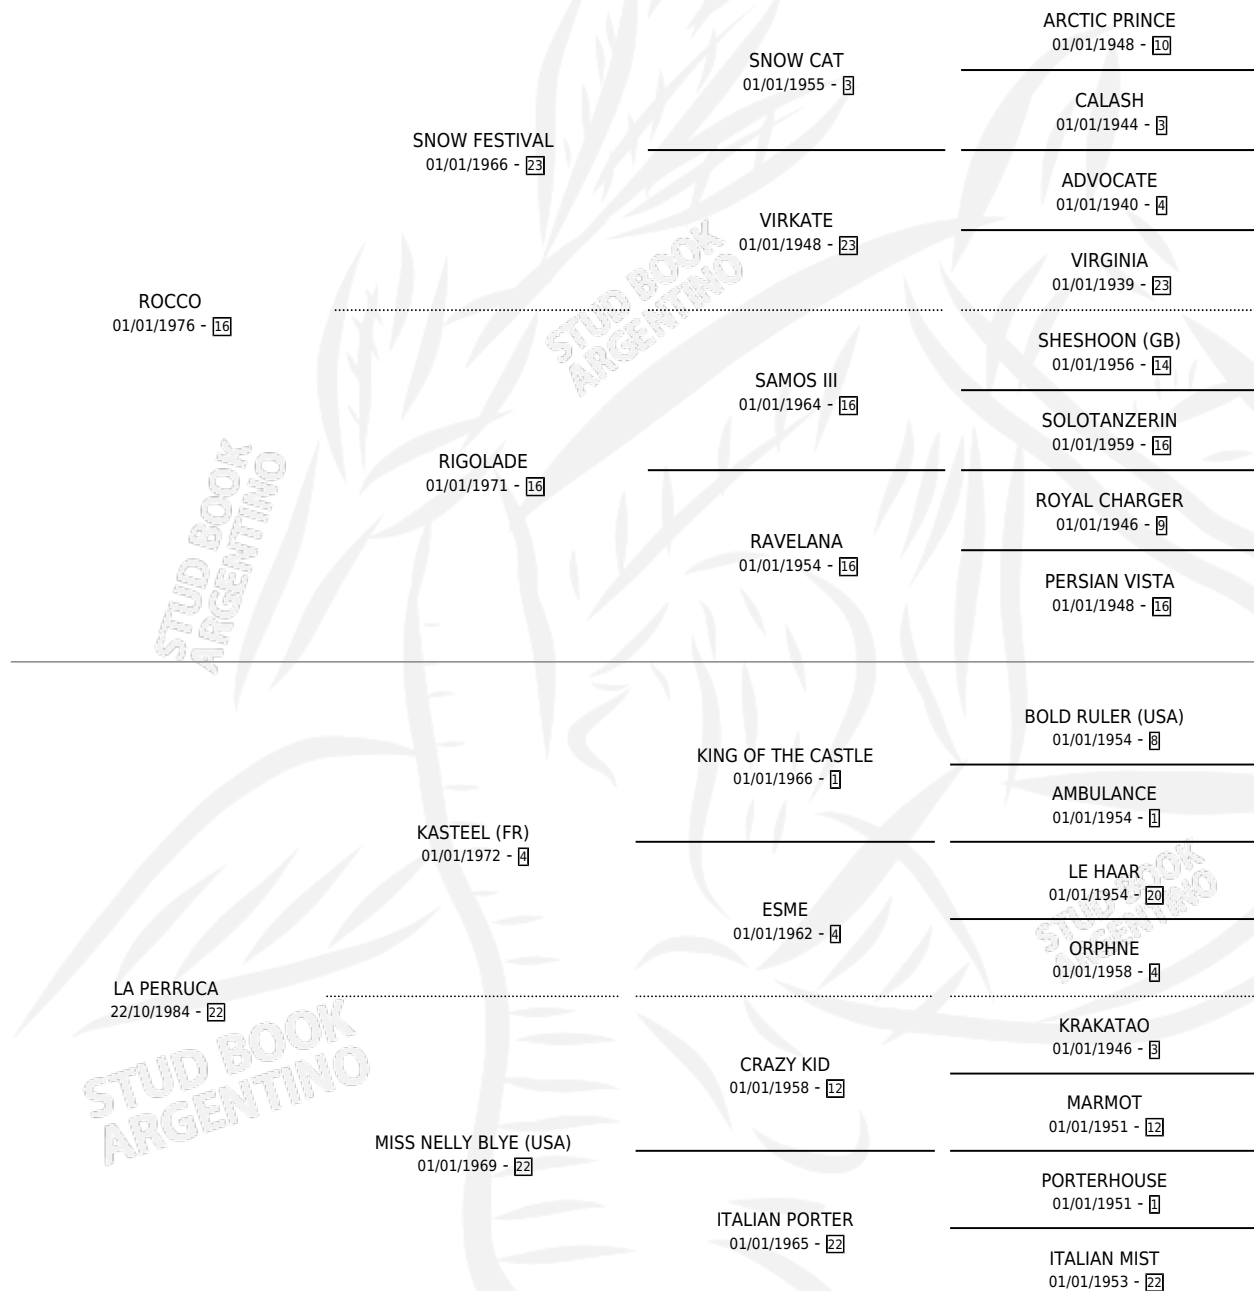 ARCTIC PRINCE
01/01/1948 - 10
SNOW CAT
01/01/1955 - 3
CALASH
01/01/1944 - 3
SNOW FESTIVAL
01/01/1966 - 23
ADVOCATE
01/01/1940 - 4
VIRKATE
01/01/1948 - 23
VIRGINIA
01/01/1939 - 23
ROCCO
01/01/1976 - 16
STUD BOOK
ARGENTINO
SHESHOON (GB)
01/01/1956 - 14
SAMOS III
01/01/1964 - 16
SOLOTANZERIN
01/01/1959 - 16
RIGOLADE
01/01/1971 - 16
ROYAL CHARGER
01/01/1946 - 9
RAVELANA
01/01/1954 - 16
PERSIAN VISTA
01/01/1948 - 16
STUD BOOK
ARGENTINO
BOLD RULER (USA)
01/01/1954 - 8
KING OF THE CASTLE
01/01/1966 - 1
AMBULANCE
01/01/1954 - 1
KASTEEL (FR)
01/01/1972 - 4
LE HAAR
01/01/1954 - 20
ESME
01/01/1962 - 4
ORPHNE
01/01/1958 - 4
STUD BOOK
ARGENTINO
LA PERRUCA
22/10/1984 - 22
KRAKATAO
01/01/1946 - 3
CRAZY KID
01/01/1958 - 12
MARMOT
01/01/1951 - 12
STUD BOOK
ARGENTINO
MISS NELLY BLYE (USA)
01/01/1969 - 22
PORTERHOUSE
01/01/1951 - 1
ITALIAN PORTER
01/01/1965 - 22
ITALIAN MIST
01/01/1953 - 22